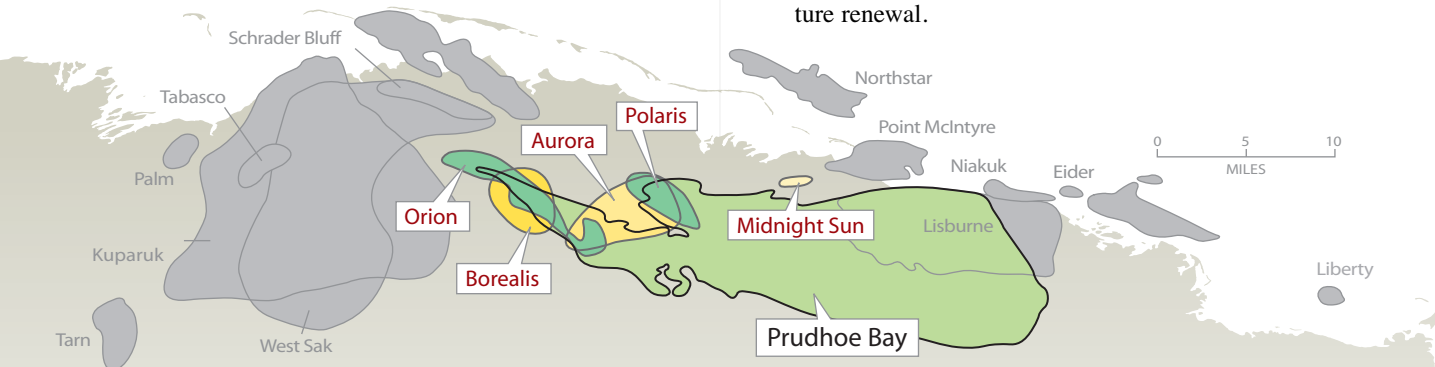 ture renewal.
Schrader Bluff
Northstar
Tabasco
Polaris
Point McIntyre
Aurora
0 5 10
MILES
Palm
Niakuk
Eider
Orion
Midnight Sun
Lisburne
Kuparuk
Borealis
Liberty
Prudhoe Bay
Tarn
West Sak